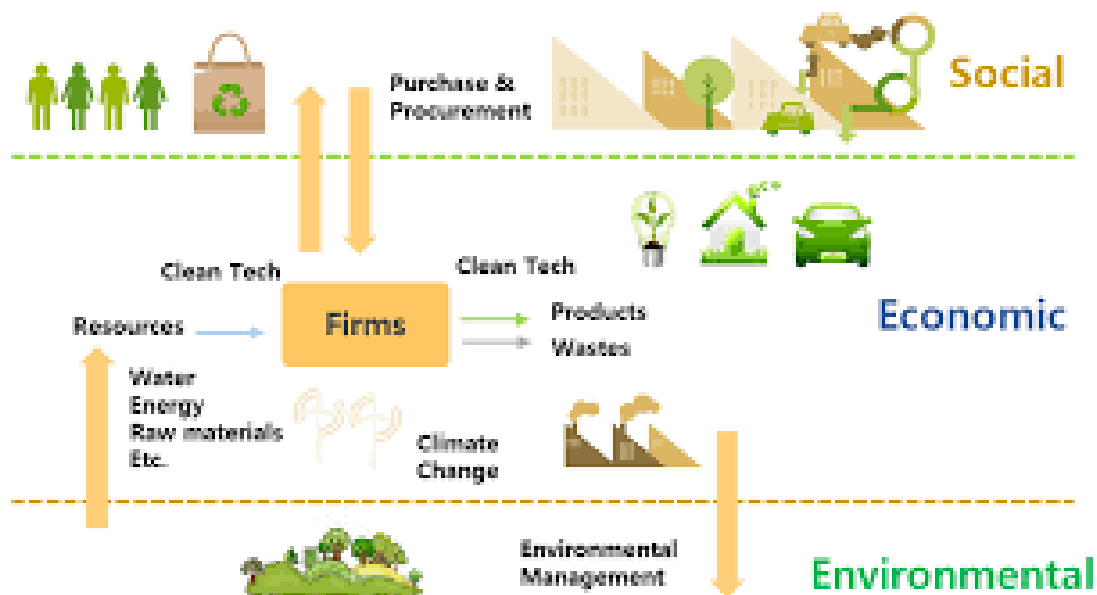 Purchase &
Procurement
Social
Clean Tech
Clean Tech
Resources
Firms
Products
Wastes
Economic
Water
Energy
Raw materials
Etc.
Climate
Change
Environmental
Management
Environmental